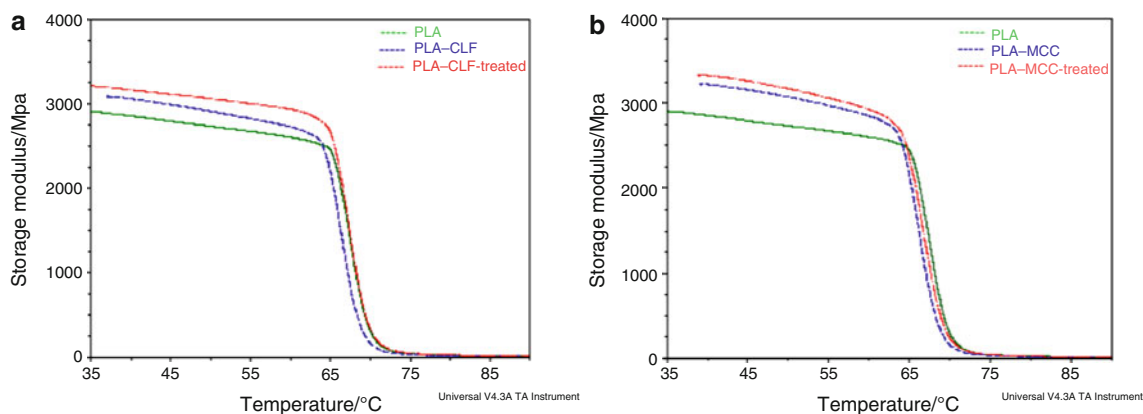 a
4000
3000
2000
1000
0
Storage modulus/Mpa
PLA
PLA–CLF
PLA–CLF-treated
35 45 55 65 75 85
Temperature/°C
Universal V4.3A TA Instrument
b
4000
3000
2000
1000
0
Storage modulus/Mpa
PLA
PLA–MCC
PLA–MCC-treated
35 45 55 65 75 85
Temperature/°C
Universal V4.3A TA Instrument